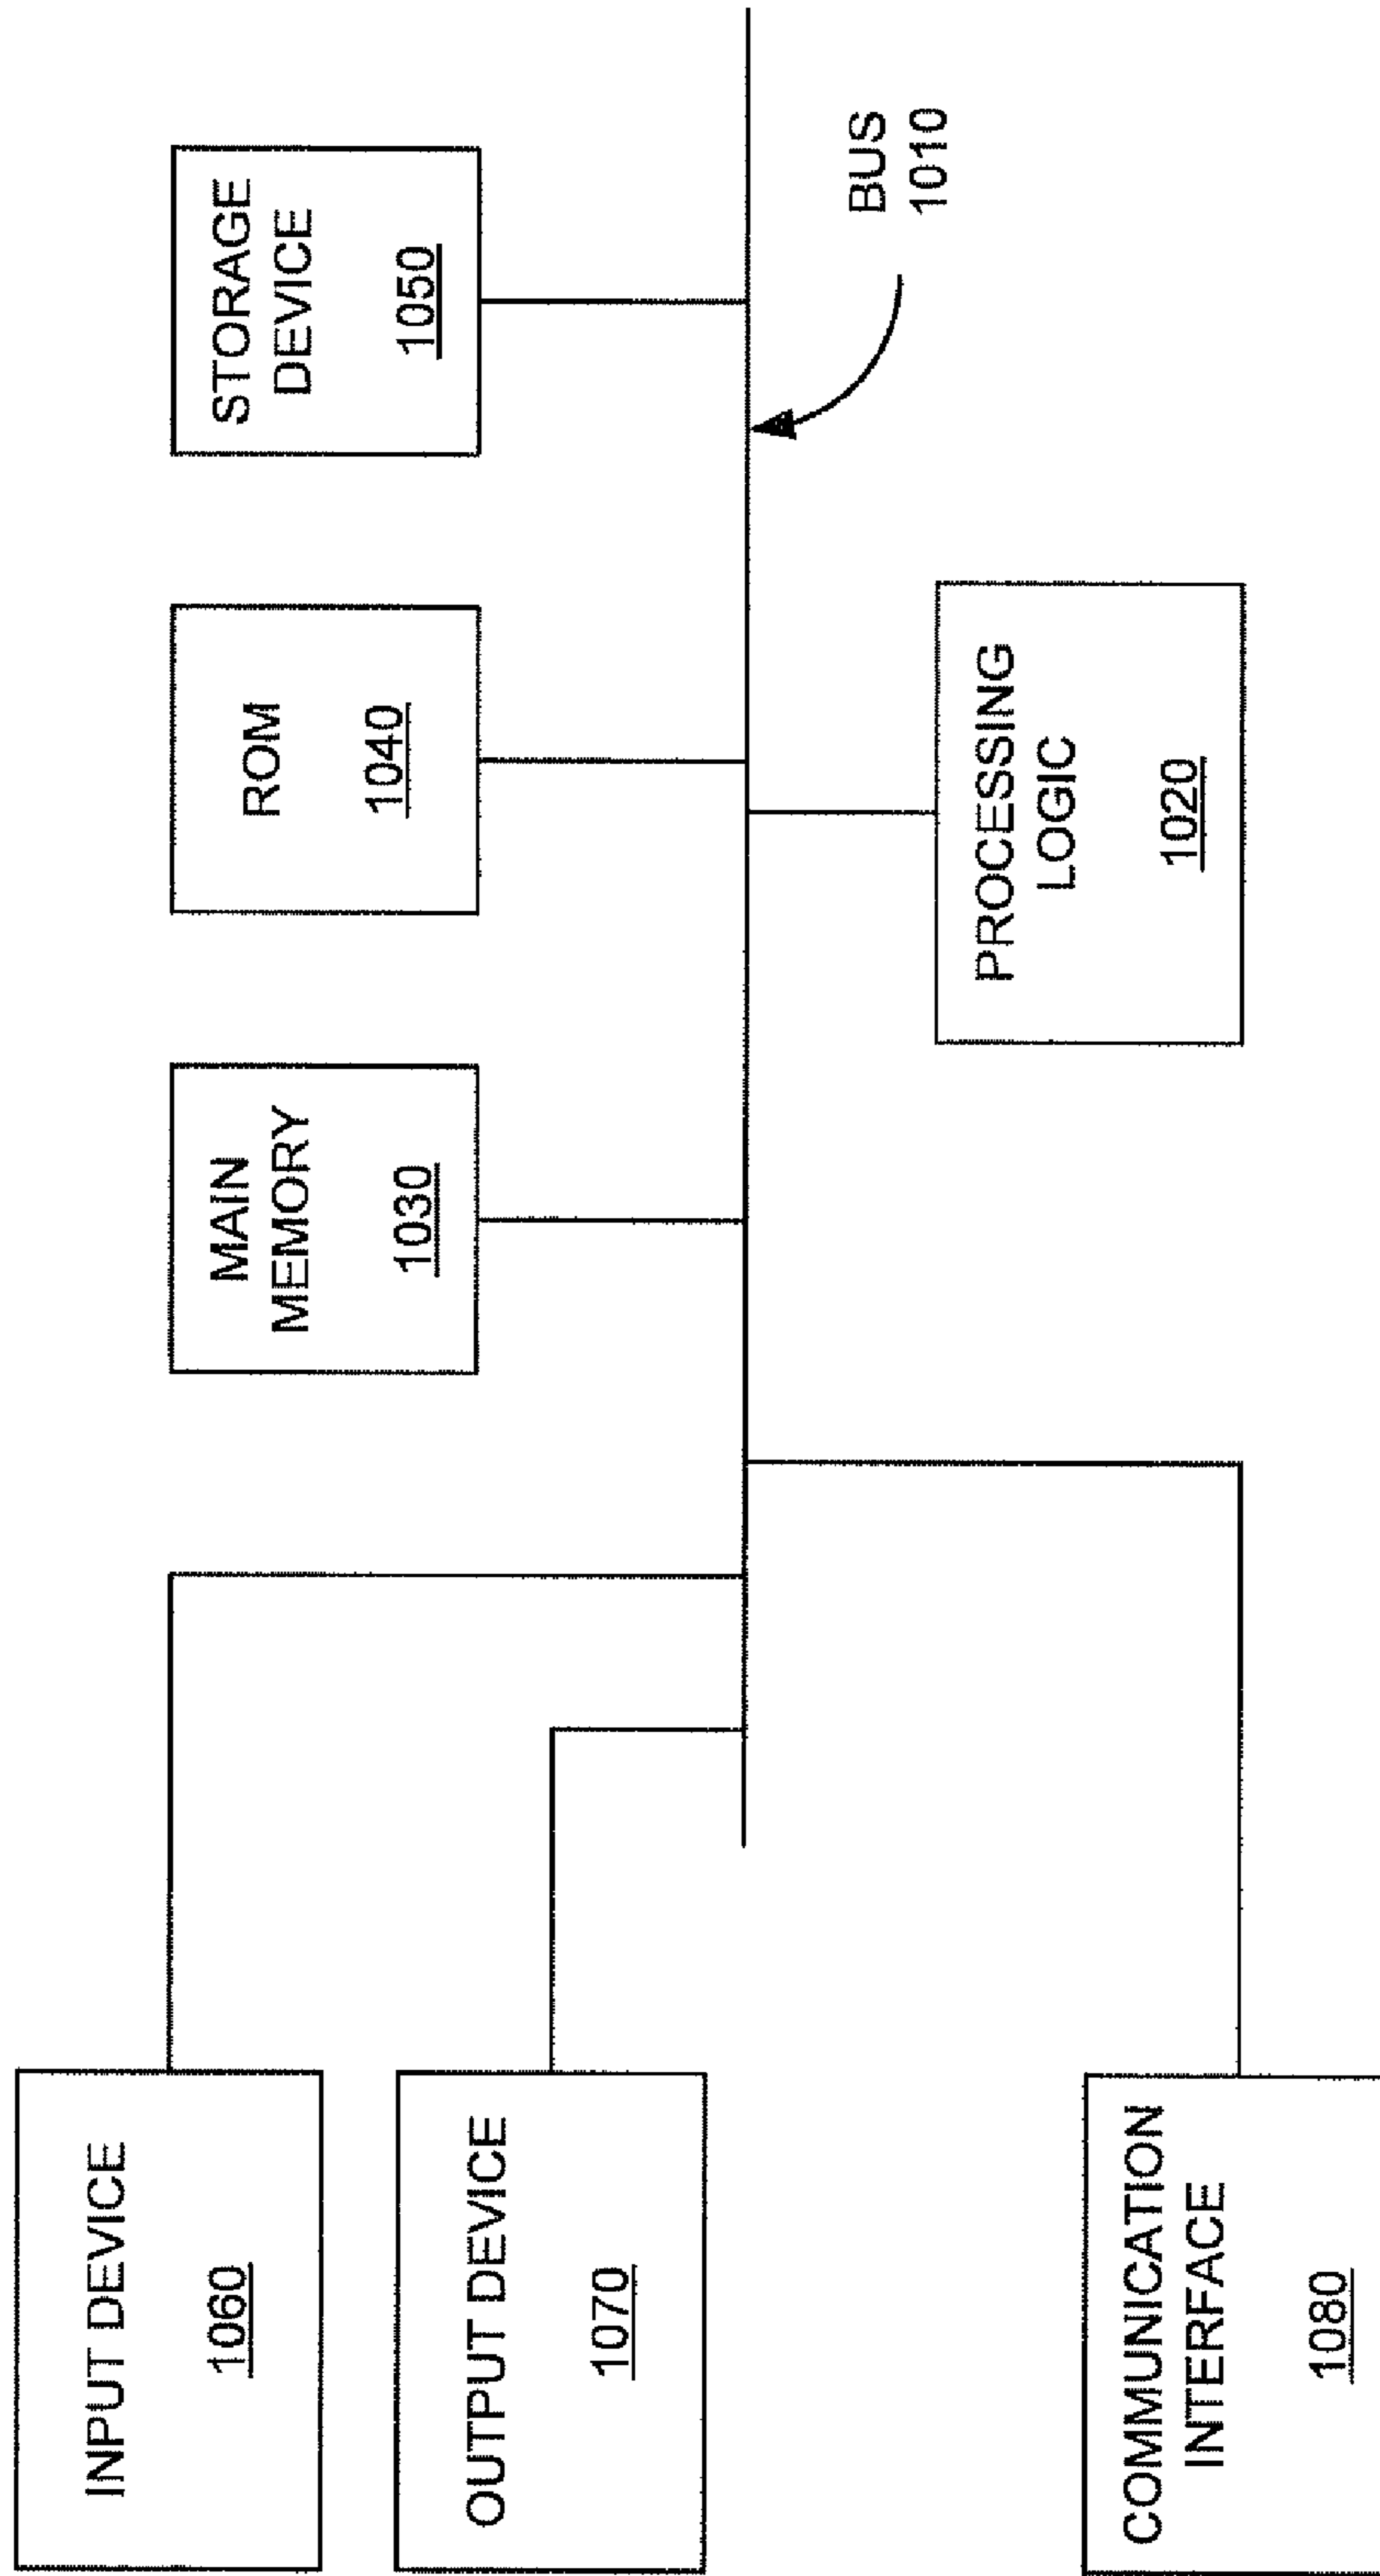 INPUT DEVICE
1060
OUTPUT DEVICE
1070
COMMUNICATION
INTERFACE
1080
MAIN
MEMORY
1030
ROM
1040
STORAGE
DEVICE
1050
PROCESSING
LOGIC
1020
BUS
1010